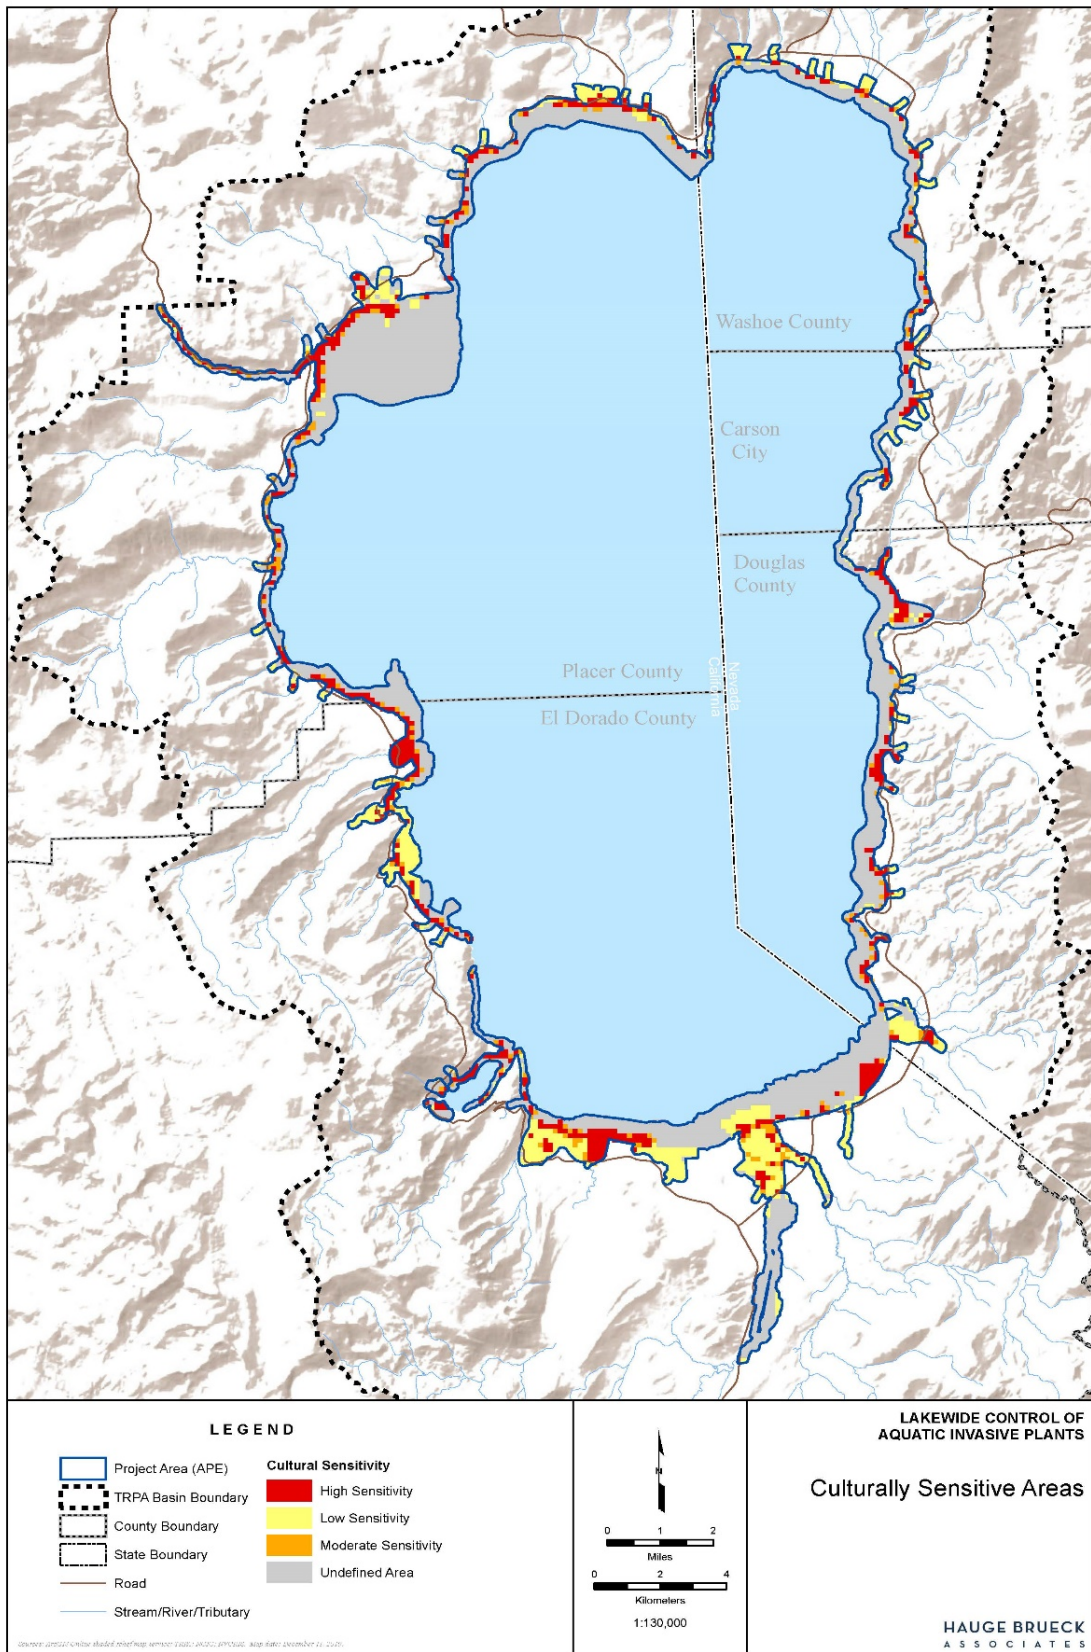 Washoe County
Carson
City
Douglas
County
Placer County
El Dorado County
Nevada
California
LEGEND
Project Area (APE)
TRPA Basin Boundary
County Boundary
State Boundary
Road
Stream/River/Tributary
Cultural Sensitivity
High Sensitivity
Low Sensitivity
Moderate Sensitivity
Undefined Area
N
0 1 2
Miles
0 2 4
Kilometers
1:130,000
LAKEWIDE CONTROL OF
AQUATIC INVASIVE PLANTS
Culturally Sensitive Areas
HAUGE BRUECK
ASSOCIATES